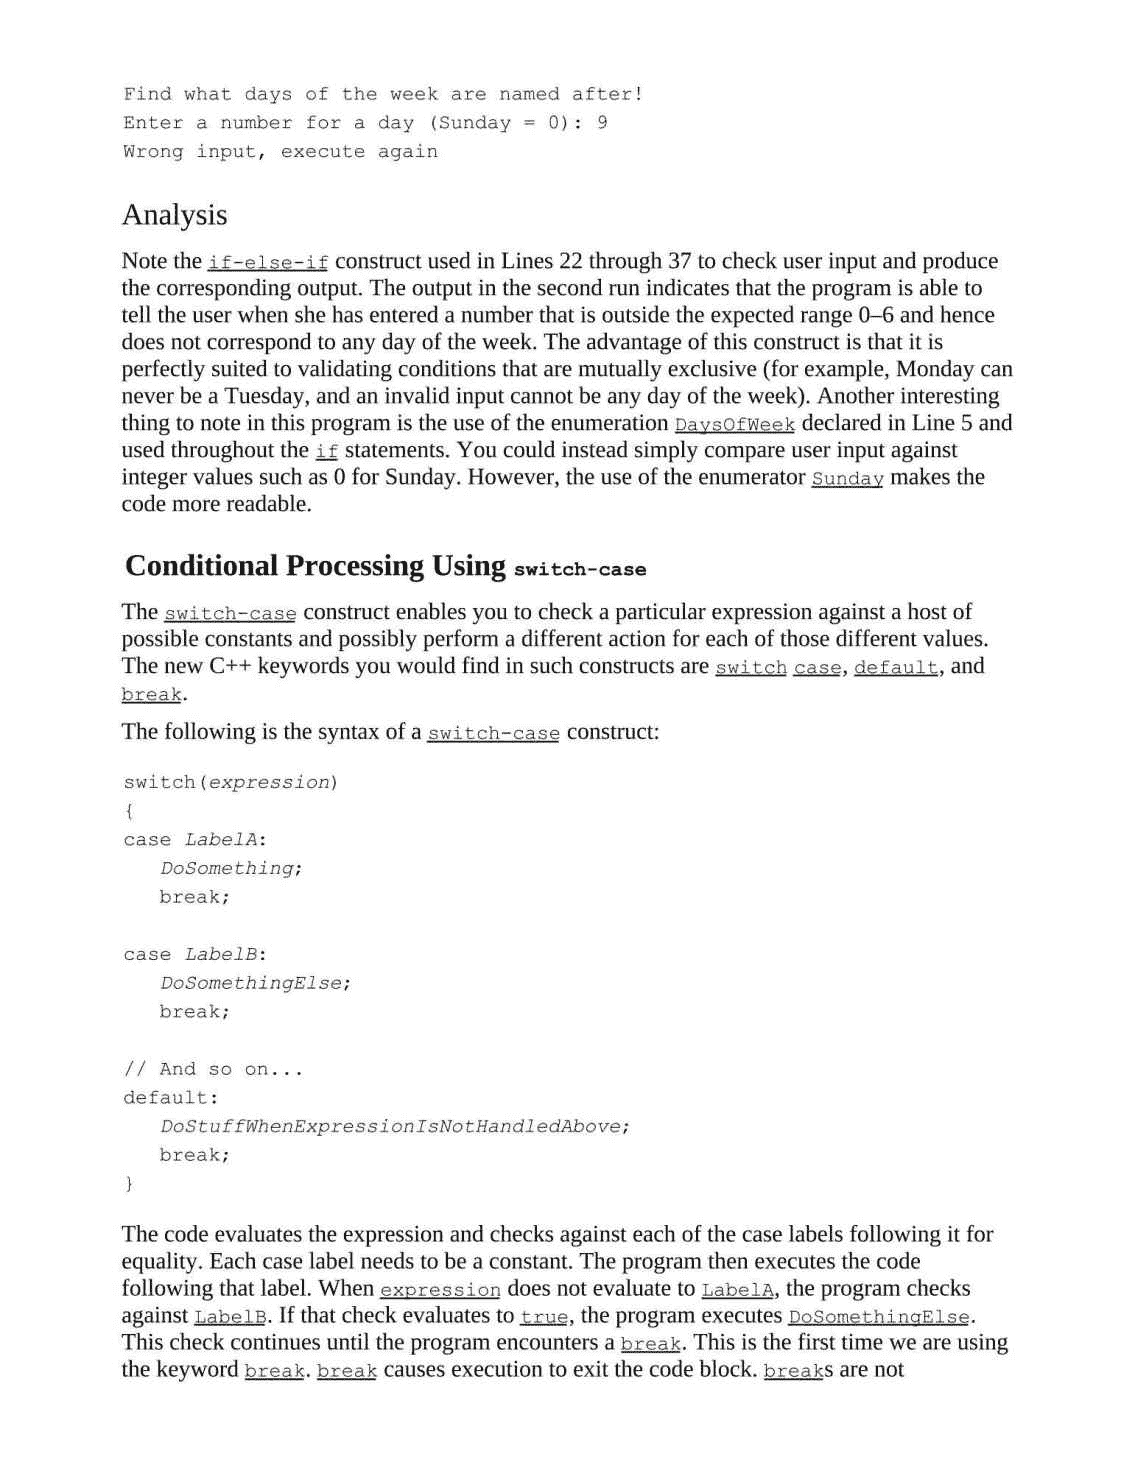 Find what days of the week are named after!
Enter a number for a day (Sunday = 0): 9
Wrong input, execute again
Analysis
Note the if-else-if construct used in Lines 22 through 37 to check user input and produce
the corresponding output. The output in the second run indicates that the program is able to
tell the user when she has entered a number that is outside the expected range 0–6 and hence
does not correspond to any day of the week. The advantage of this construct is that it is
perfectly suited to validating conditions that are mutually exclusive (for example, Monday can
never be a Tuesday, and an invalid input cannot be any day of the week). Another interesting
thing to note in this program is the use of the enumeration DaysOfWeek declared in Line 5 and
used throughout the if statements. You could instead simply compare user input against
integer values such as 0 for Sunday. However, the use of the enumerator Sunday makes the
code more readable.
Conditional Processing Using switch-case
The switch-case construct enables you to check a particular expression against a host of
possible constants and possibly perform a different action for each of those different values.
The new C++ keywords you would find in such constructs are switch case, default, and
break.
The following is the syntax of a switch-case construct:
switch(expression)
{
case LabelA:
   DoSomething;
   break;
case LabelB:
   DoSomethingElse;
   break;
// And so on...
default:
   DoStuffWhenExpressionIsNotHandledAbove;
   break;
}
The code evaluates the expression and checks against each of the case labels following it for
equality. Each case label needs to be a constant. The program then executes the code
following that label. When expression does not evaluate to LabelA, the program checks
against LabelB. If that check evaluates to true, the program executes DoSomethingElse.
This check continues until the program encounters a break. This is the first time we are using
the keyword break. break causes execution to exit the code block. breaks are not